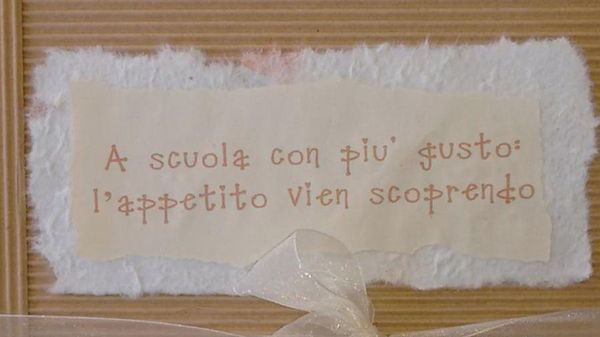 A scuola con piu' gusto:
l'appetito vien scoprendo